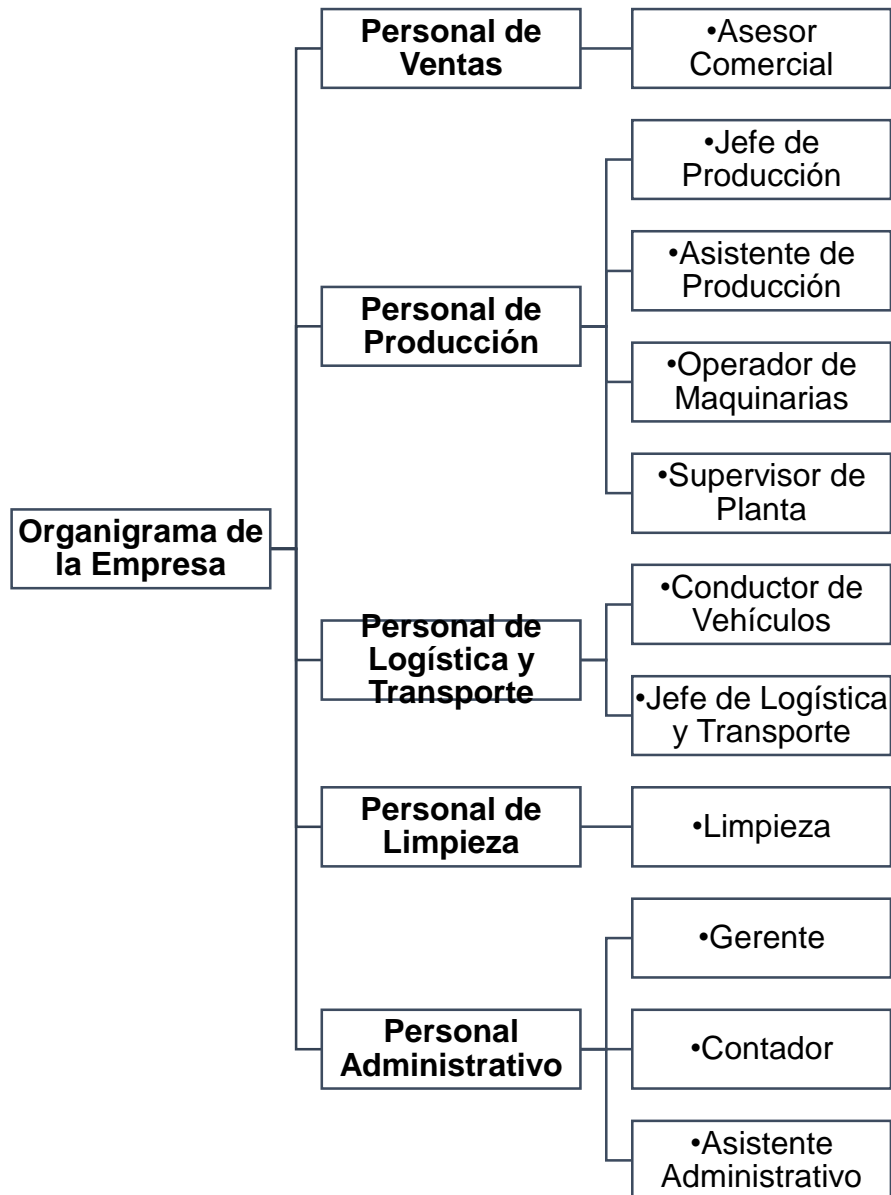 Personal de
Ventas
•Asesor
Comercial
Personal de
Producción
•Jefe de
Producción
•Asistente de
Producción
•Operador de
Maquinarias
•Supervisor de
Planta
Organigrama de
la Empresa
Personal de
Logística y
Transporte
•Conductor de
Vehículos
•Jefe de Logística
y Transporte
Personal de
Limpieza
•Limpieza
Personal
Administrativo
•Gerente
•Contador
•Asistente
Administrativo